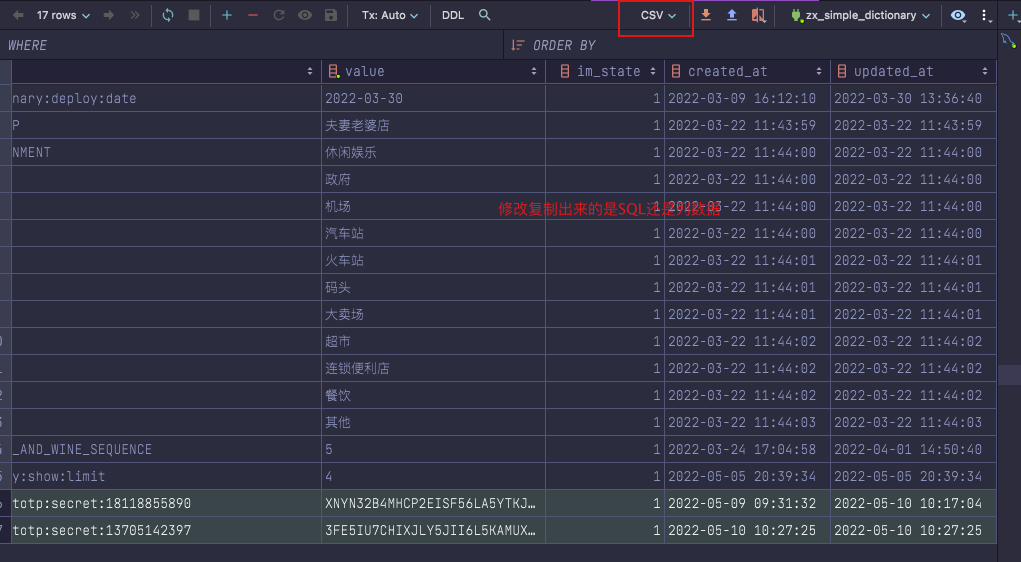 17 rows Tx: Auto DDL CSV zx_simple_dictionary
WHERE ORDER BY
value im_state created_at updated_at
nary:deploy:date 2022-03-30 1 2022-03-09 16:12:10 2022-03-30 13:36:40
P 夫妻老婆店 1 2022-03-22 11:43:59 2022-03-22 11:43:59
NMENT 休闲娱乐 1 2022-03-22 11:44:00 2022-03-22 11:44:00
政府 1 2022-03-22 11:44:00 2022-03-22 11:44:00
机场 1 2022-03-22 11:44:00 2022-03-22 11:44:00
修改复制出来的是SQL还是列数据
汽车站 1 2022-03-22 11:44:00 2022-03-22 11:44:00
火车站 1 2022-03-22 11:44:01 2022-03-22 11:44:01
码头 1 2022-03-22 11:44:01 2022-03-22 11:44:01
大卖场 1 2022-03-22 11:44:01 2022-03-22 11:44:01
超市 1 2022-03-22 11:44:02 2022-03-22 11:44:02
连锁便利店 1 2022-03-22 11:44:02 2022-03-22 11:44:02
餐饮 1 2022-03-22 11:44:02 2022-03-22 11:44:02
其他 1 2022-03-22 11:44:03 2022-03-22 11:44:03
_AND_WINE_SEQUENCE 5 1 2022-03-24 17:04:58 2022-04-01 14:50:40
y:show:limit 4 1 2022-05-05 20:39:34 2022-05-05 20:39:34
totp:secret:18118855890 XNYN32B4MHCP2EISF56LA5YTKJ… 1 2022-05-09 09:31:32 2022-05-10 10:17:04
totp:secret:13705142397 3FE5IU7CHIXJLY5JII6L5KAMUX… 1 2022-05-10 10:27:25 2022-05-10 10:27:25